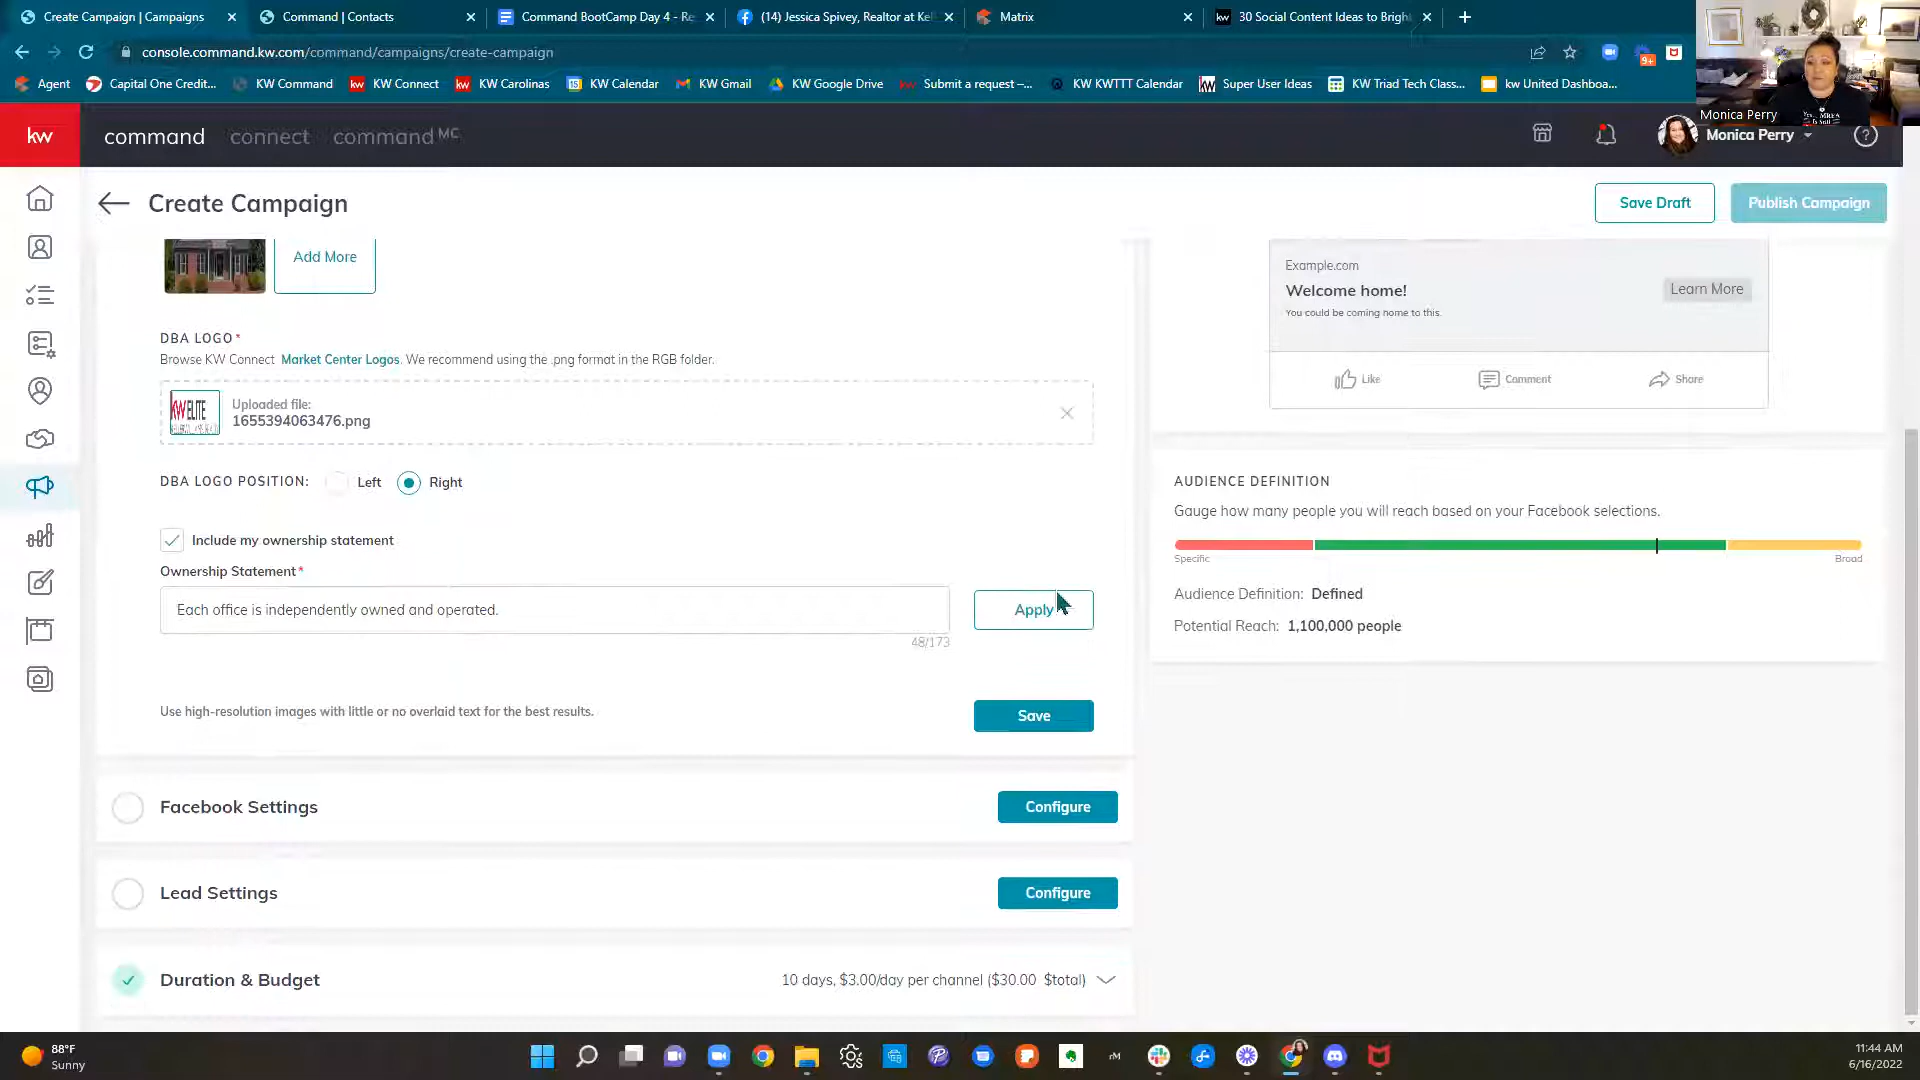 Create Campaign | Campaigns
Command | Contacts
Command BootCamp Day 4 - Re
(14) Jessica Spivey, Realtor at Kel
Matrix
30 Social Content Ideas to Brigh
console.command.kw.com/command/campaigns/create-campaign
9+
Agent
Capital One Credit...
KW Command
KW Connect
KW Carolinas
KW Calendar
KW Gmail
KW Google Drive
Submit a request –...
KW KWTTT Calendar
Super User Ideas
KW Triad Tech Class...
kw United Dashboa...
Monica Perry
kw
command
connect
command MC
Monica Perry
Create Campaign
Save Draft
Publish Campaign
Add More
DBA LOGO*
Browse KW Connect Market Center Logos. We recommend using the .png format in the RGB folder.
KW ELITE
Uploaded file:
1655394063476.png
DBA LOGO POSITION:
Left
Right
Include my ownership statement
Ownership Statement*
Each office is independently owned and operated.
Apply
48/173
Use high-resolution images with little or no overlaid text for the best results.
Save
Facebook Settings
Configure
Lead Settings
Configure
Duration & Budget
10 days, $3.00/day per channel ($30.00 $total)
Example.com
Welcome home!
You could be coming home to this.
Learn More
Like
Comment
Share
AUDIENCE DEFINITION
Gauge how many people you will reach based on your Facebook selections.
Specific
Broad
Audience Definition: Defined
Potential Reach: 1,100,000 people
88°F
Sunny
rM
11:44 AM
6/16/2022